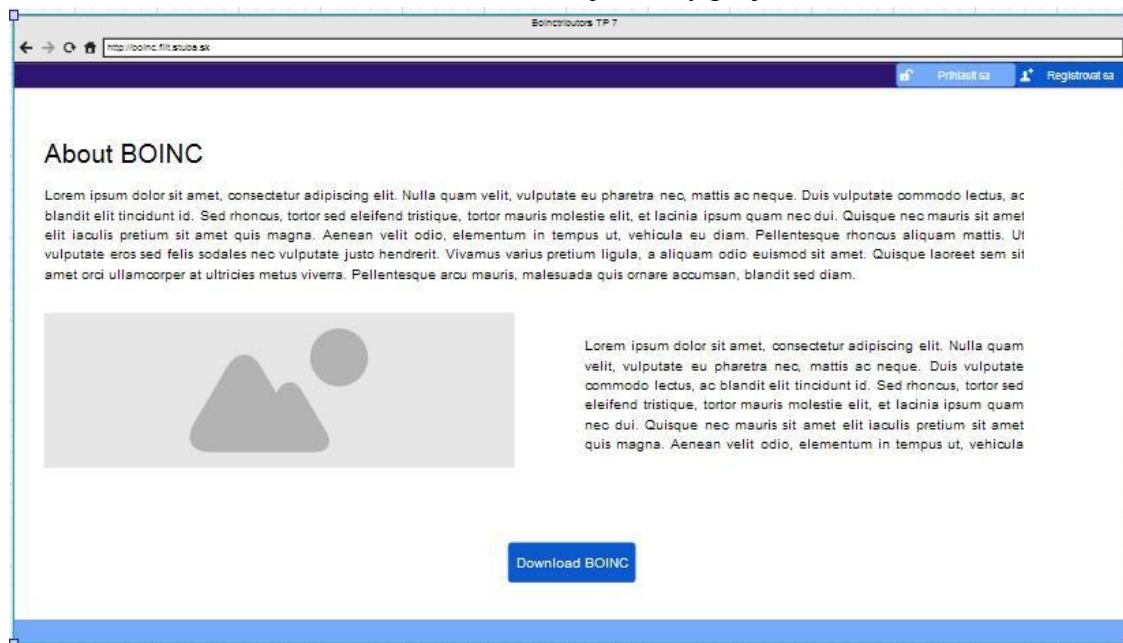 Boinctributors TP 7
http://boinc.fiit.stuba.sk
Prihlasit sa
Registrovat sa
About BOINC
Lorem ipsum dolor sit amet, consectetur adipiscing elit. Nulla quam velit, vulputate eu pharetra nec, mattis ac neque. Duis vulputate commodo lectus, ac
blandit elit tincidunt id. Sed rhoncus, tortor sed eleifend tristique, tortor mauris molestie elit, et lacinia ipsum quam nec dui. Quisque nec mauris sit amet
elit iaculis pretium sit amet quis magna. Aenean velit odio, elementum in tempus ut, vehicula eu diam. Pellentesque rhoncus aliquam mattis. Ut
vulputate eros sed felis sodales nec vulputate justo hendrerit. Vivamus varius pretium ligula, a aliquam odio euismod sit amet. Quisque laoreet sem sit
amet orci ullamcorper at ultricies metus viverra. Pellentesque arcu mauris, malesuada quis ornare accumsan, blandit sed diam.
Lorem ipsum dolor sit amet, consectetur adipiscing elit. Nulla quam
velit, vulputate eu pharetra nec, mattis ac neque. Duis vulputate
commodo lectus, ac blandit elit tincidunt id. Sed rhoncus, tortor sed
eleifend tristique, tortor mauris molestie elit, et lacinia ipsum quam
nec dui. Quisque nec mauris sit amet elit iaculis pretium sit amet
quis magna. Aenean velit odio, elementum in tempus ut, vehicula
Download BOINC